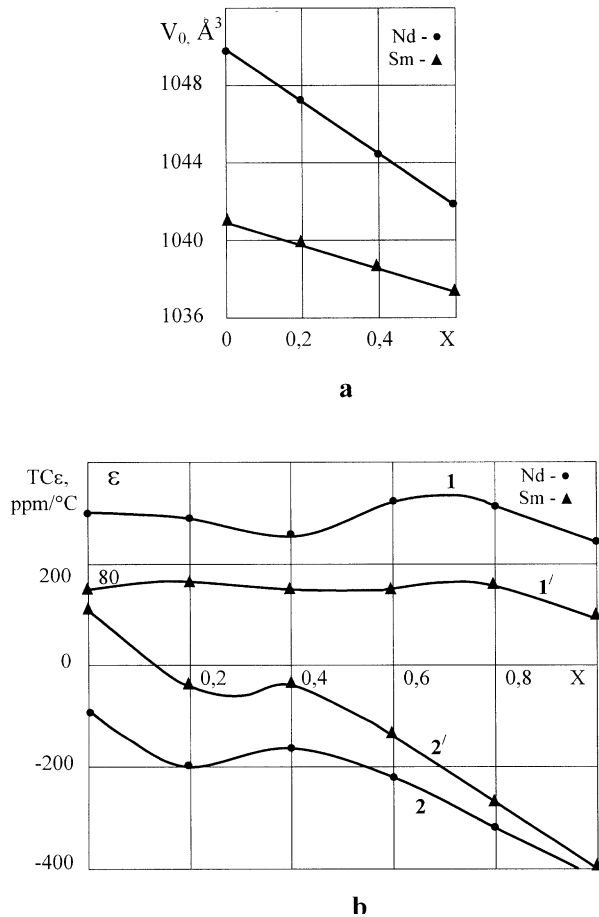 V₀, Å³
Nd - ●
Sm - ▲
1048
1044
1040
1036
0
0,2
0,4
X
a
TCε,
ppm/°C
ε
Nd - ●
Sm - ▲
1
200
80
1/
0
0,2
0,4
0,6
0,8
X
-200
2/
2
-400
b